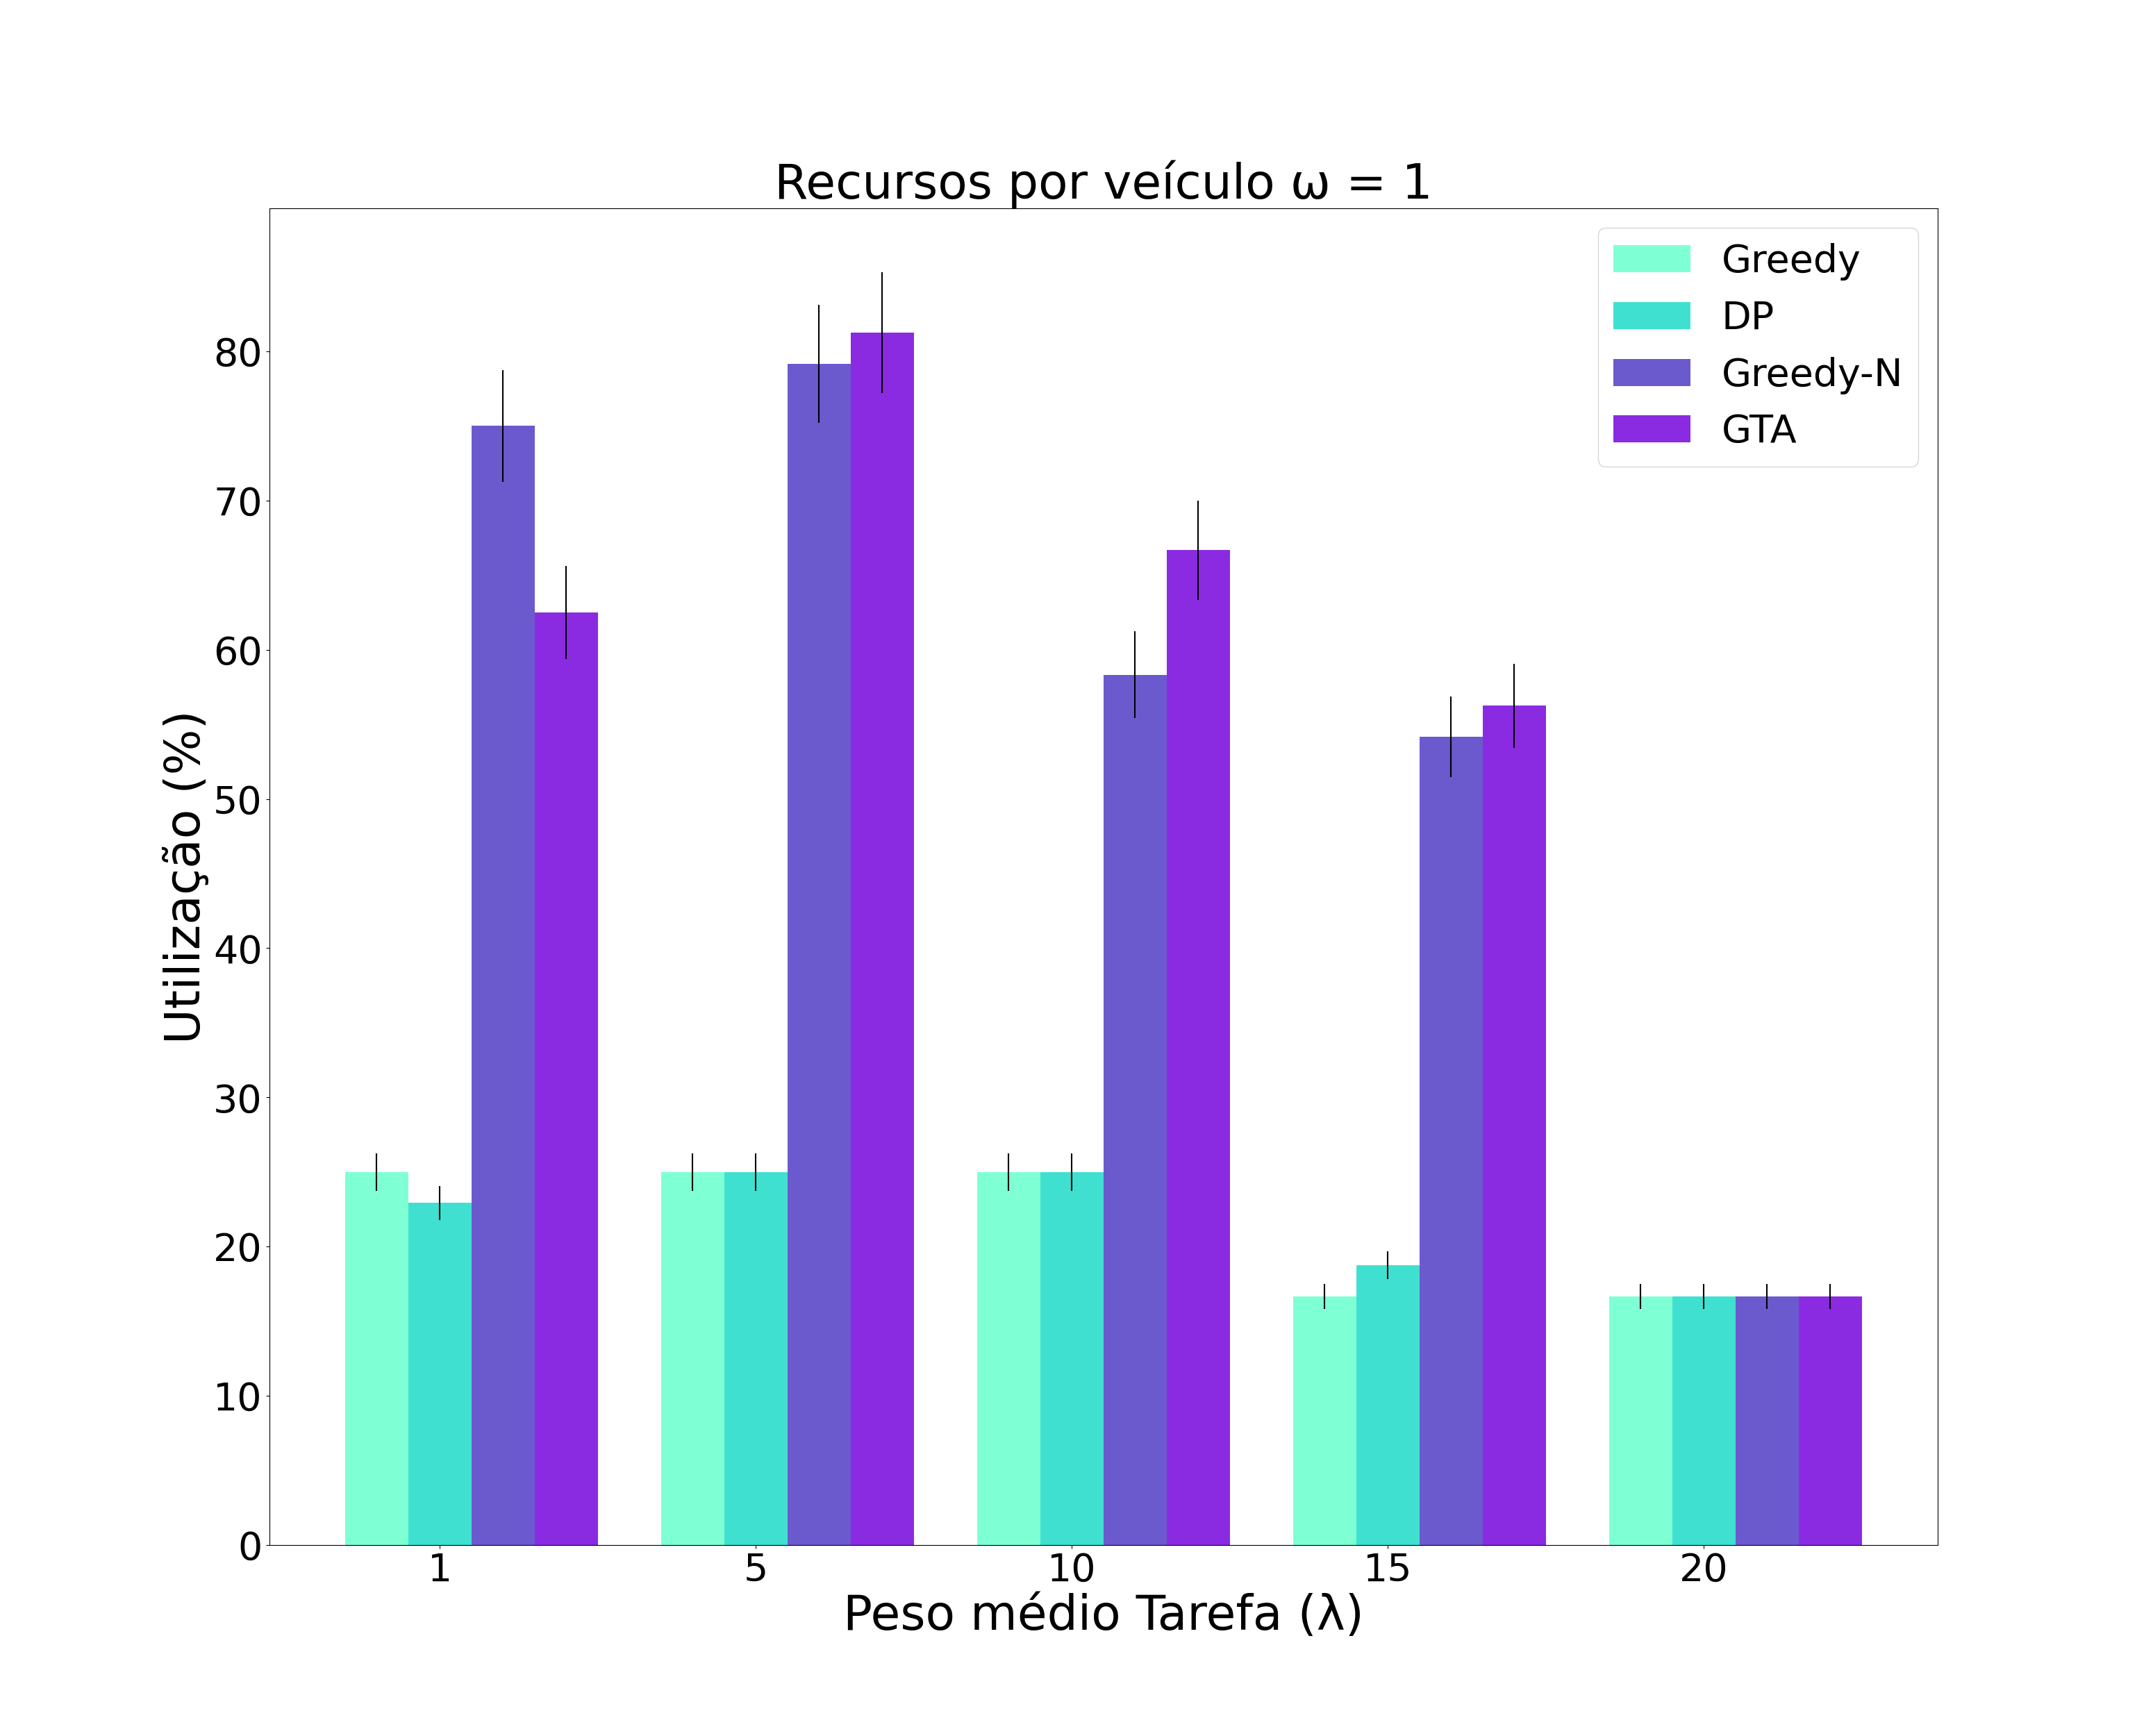 Recursos por veículo ω = 1
Greedy
DP
Greedy-N
GTA
Utilização (%)
80
70
60
50
40
30
20
10
0
1 5 10 15 20
Peso médio Tarefa (λ)